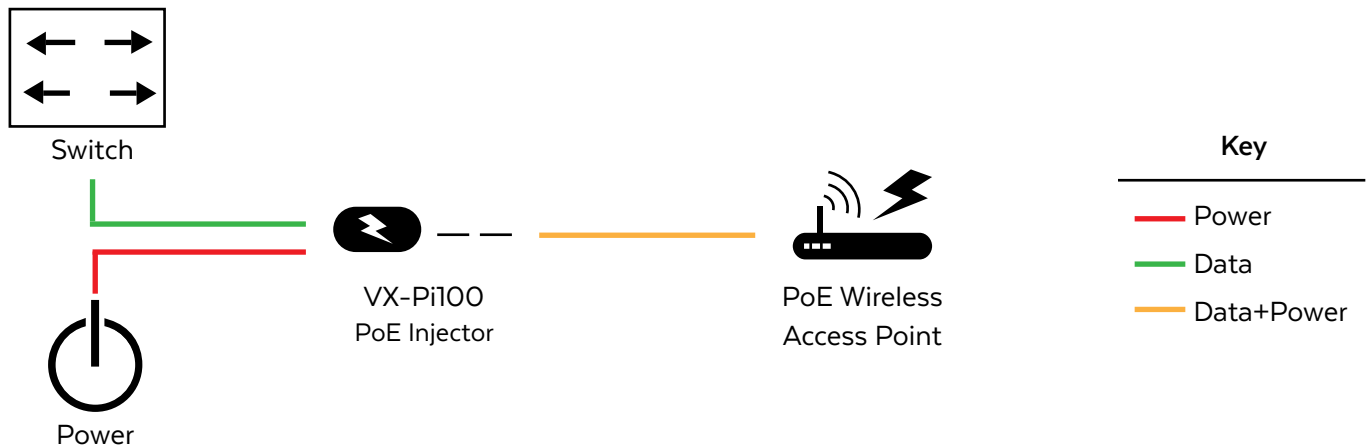 Switch
Power
VX-Pi100
PoE Injector
PoE Wireless
Access Point
Key
Power
Data
Data+Power